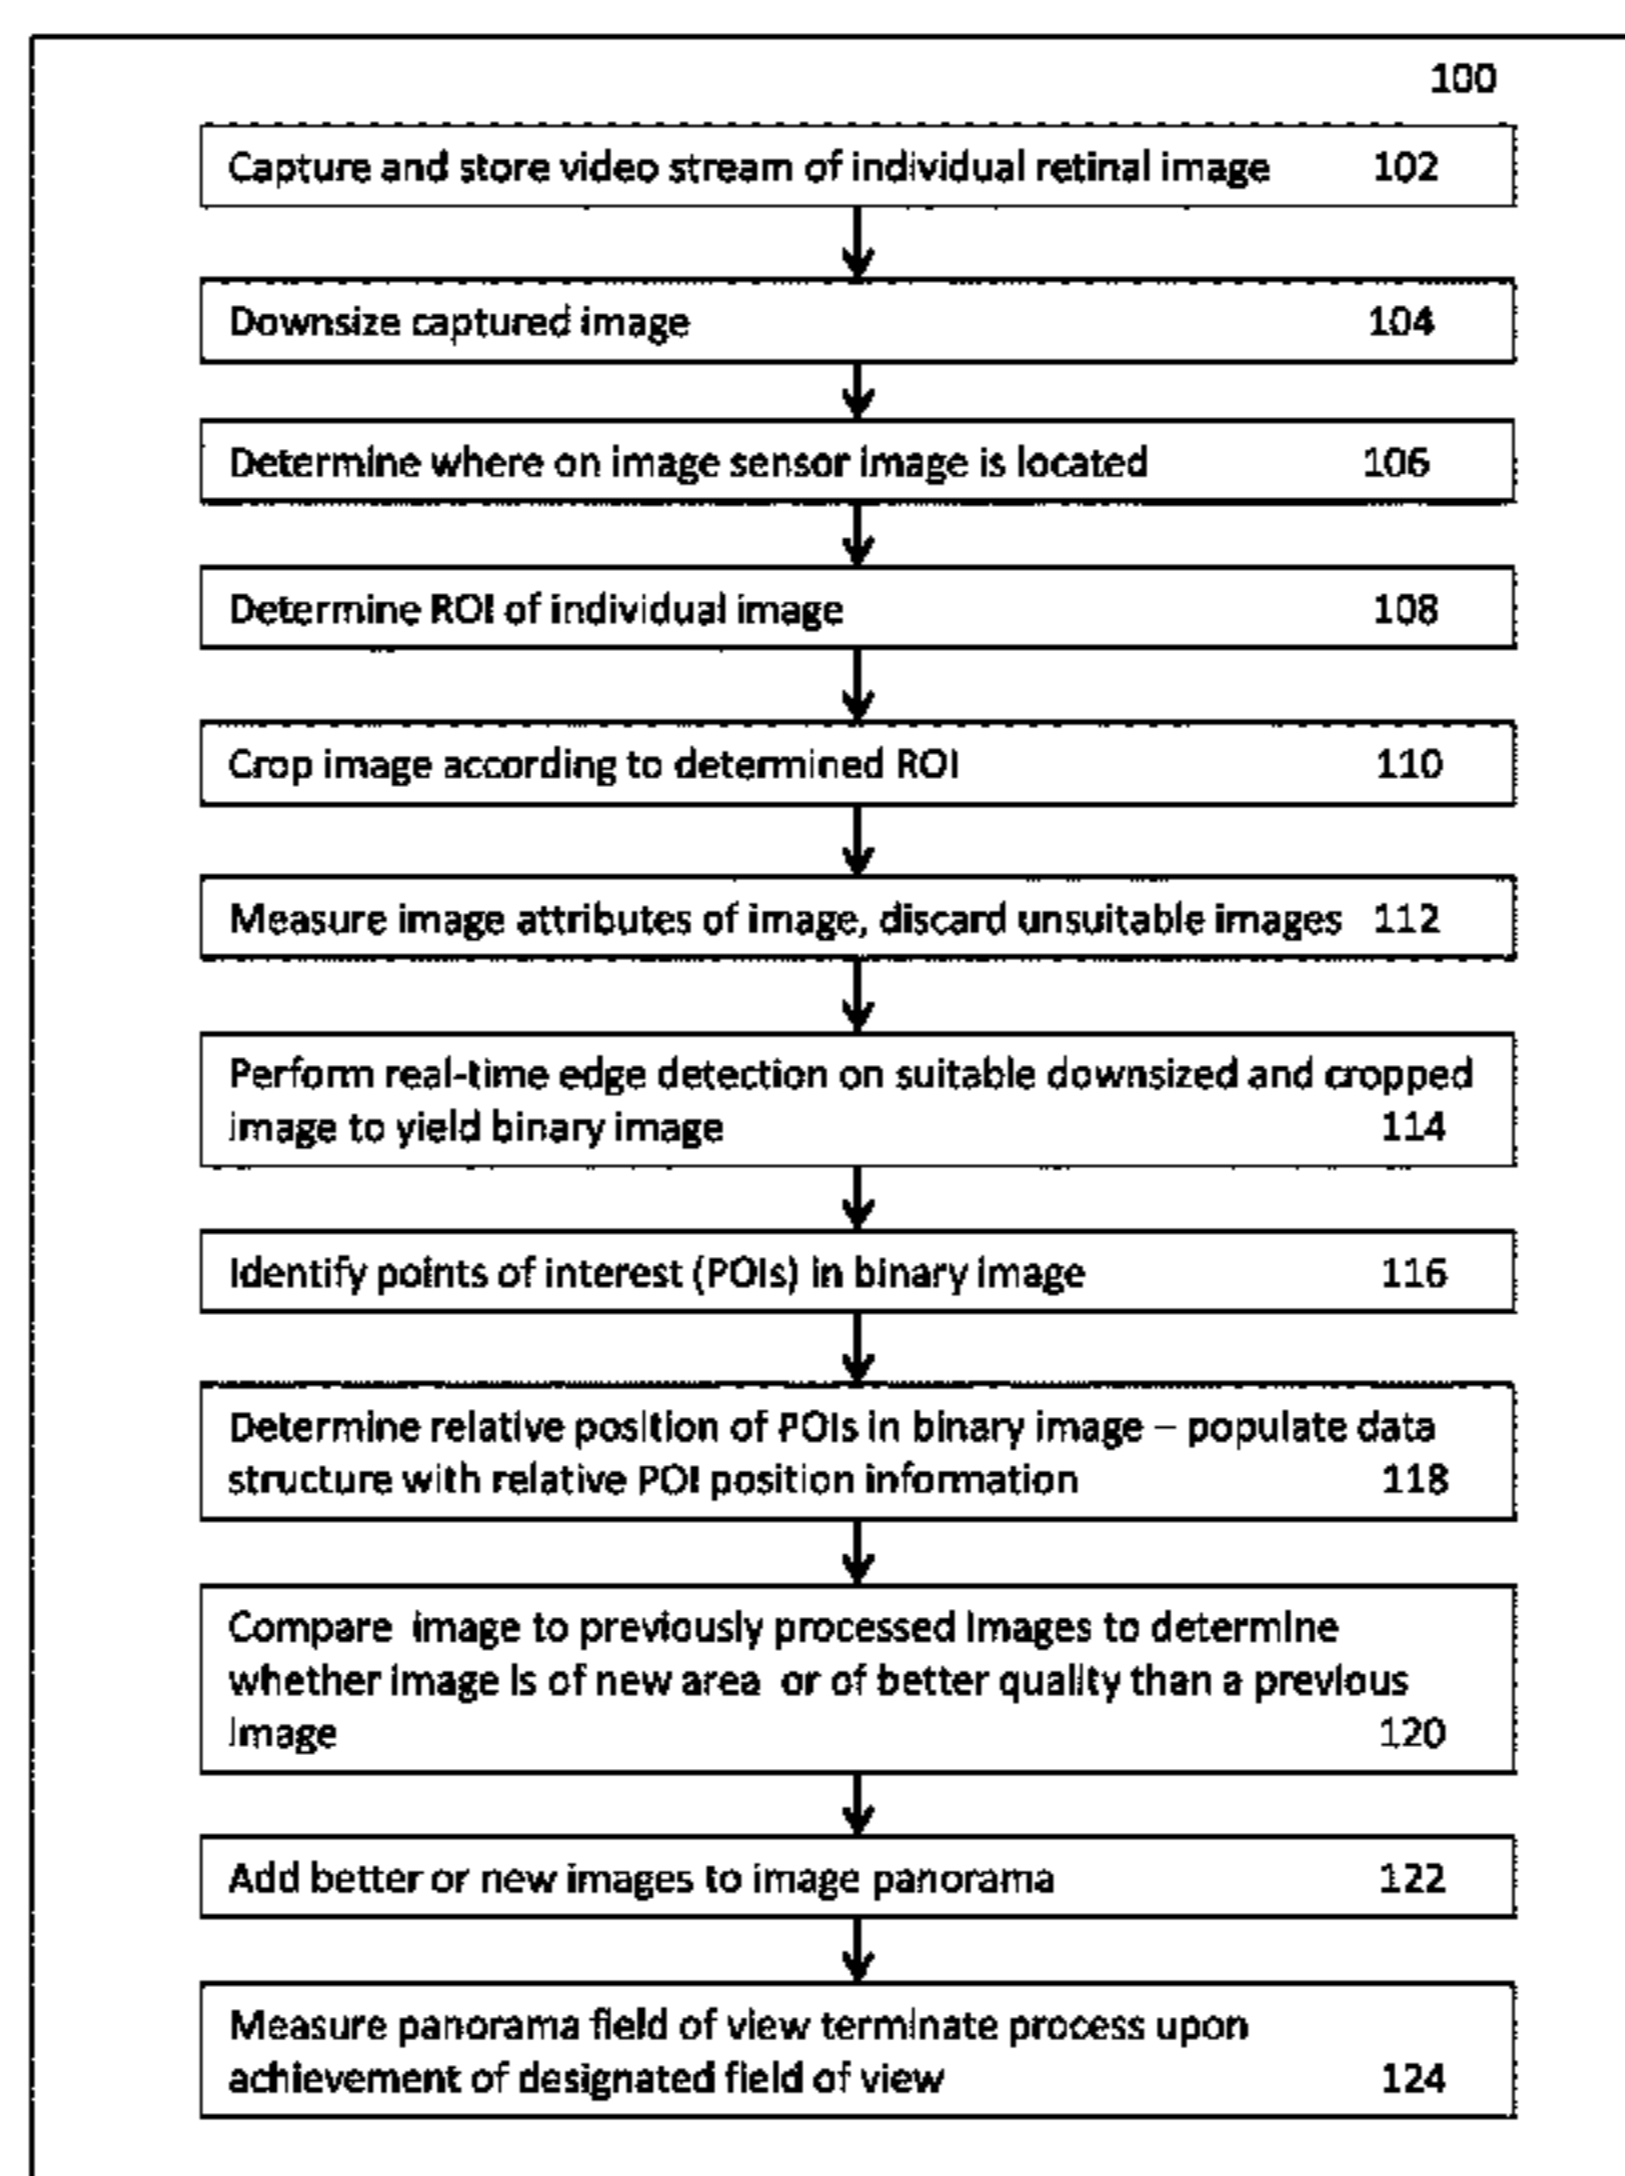 100
Capture and store video stream of individual retinal image 102
Downsize captured image 104
Determine where on image sensor image is located 106
Determine ROI of individual image 108
Crop image according to determined ROI 110
Measure image attributes of image, discard unsuitable images 112
Perform real-time edge detection on suitable downsized and cropped
image to yield binary image 114
Identify points of interest (POIs) in binary image 116
Determine relative position of POIs in binary image – populate data
structure with relative POI position information 118
Compare image to previously processed images to determine
whether image is of new area or of better quality than a previous
image 120
Add better or new images to image panorama 122
Measure panorama field of view terminate process upon
achievement of designated field of view 124